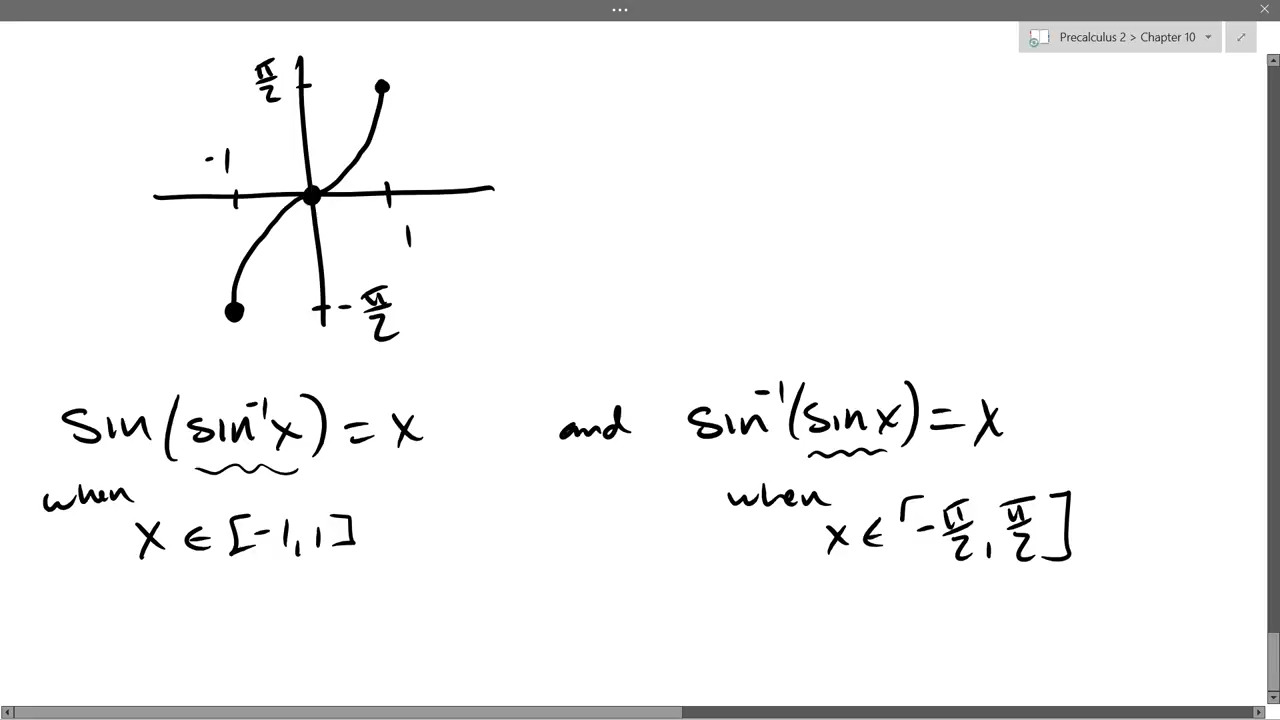 Precalculus 2 > Chapter 10
π/2
-1
1
-π/2
sin(sin⁻¹x) = x and sin⁻¹(sin x) = x
when when
x ∈ [-1, 1] x ∈ [-π/2, π/2]